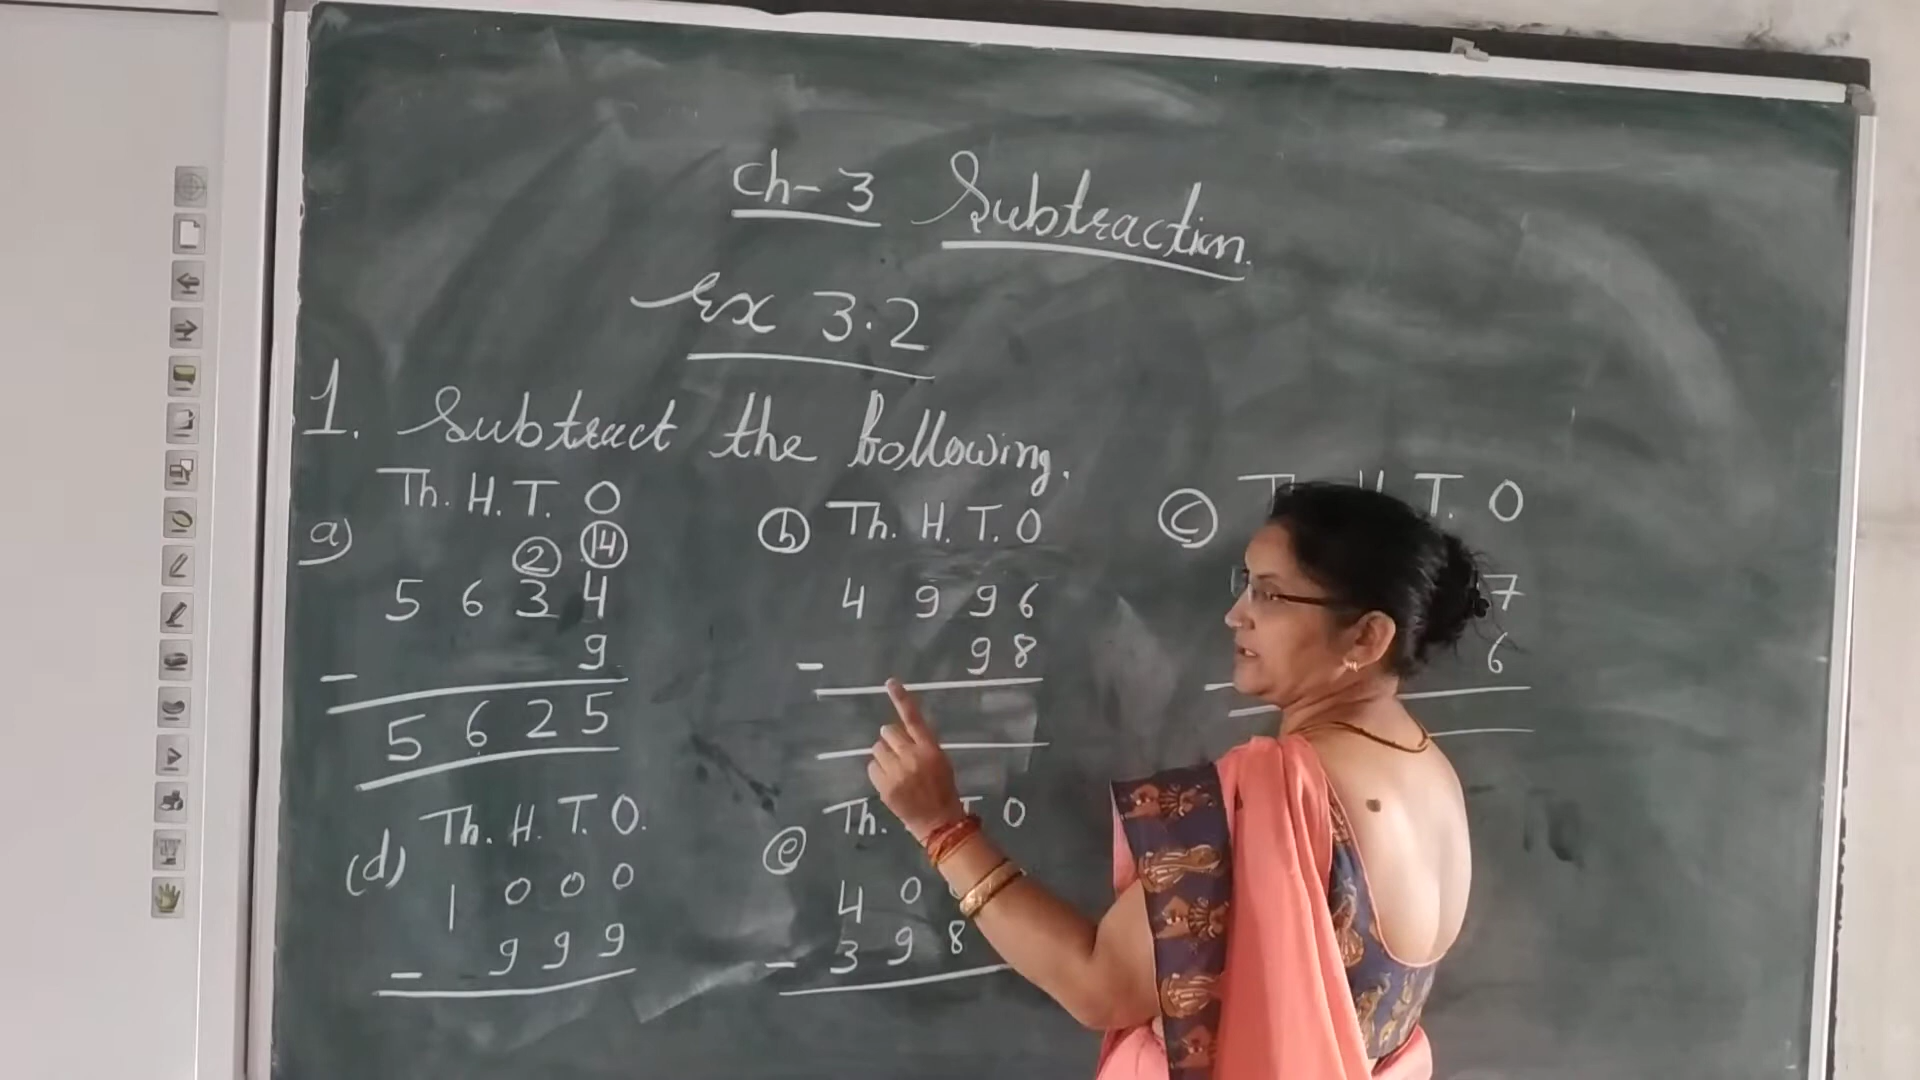 Ch-3 Subtraction.
Ex 3.2
1. Subtract the following.
a) Th. H. T. O
2 14
5 6 3 4
- 9
5 6 2 5
b Th. H. T. O
4 9 9 6
- 9 8
c T. O
7
6
(d) Th. H. T. O.
1 0 0 0
- 9 9 9
e Th. T O
4 0
- 3 9 8